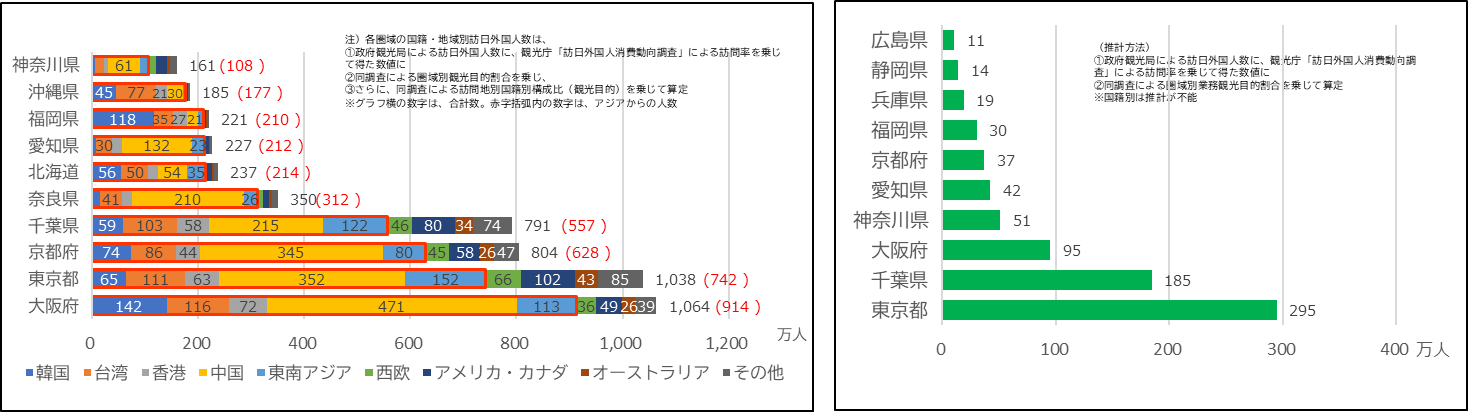 注）各圏域の国籍・地域別訪日外国人数は、
①政府観光局による訪日外国人数に、観光庁「訪日外国人消費動向調査」による訪問率を乗じ
て得た数値に
②同調査による圏域別観光目的割合を乗じ、
③さらに、同調査による訪問地別国籍別構成比（観光目的）を乗じて算定
※グラフ横の数字は、合計数。赤字括弧内の数字は、アジアからの人数
神奈川県 61 161 (108 )
沖縄県 45 77 21 30 185 (177 )
福岡県 118 35 27 21 221 (210 )
愛知県 30 132 23 227 (212 )
北海道 56 50 54 35 237 (214 )
奈良県 41 210 26 350 (312 )
千葉県 59 103 58 215 122 46 80 34 74 791 (557 )
京都府 74 86 44 345 80 45 58 26 47 804 (628 )
東京都 65 111 63 352 152 66 102 43 85 1,038 (742 )
大阪府 142 116 72 471 113 36 49 26 39 1,064 (914 )
0 200 400 600 800 1,000 1,200 万人
韓国 台湾 香港 中国 東南アジア 西欧 アメリカ・カナダ オーストラリア その他
（推計方法）
①政府観光局による訪日外国人数に、観光庁「訪日外国人消費動向調
査」による訪問率を乗じて得た数値に
②同調査による圏域別業務観光目的割合を乗じて算定
※国籍別は推計が不能
広島県 11
静岡県 14
兵庫県 19
福岡県 30
京都府 37
愛知県 42
神奈川県 51
大阪府 95
千葉県 185
東京都 295
0 100 200 300 400 万人